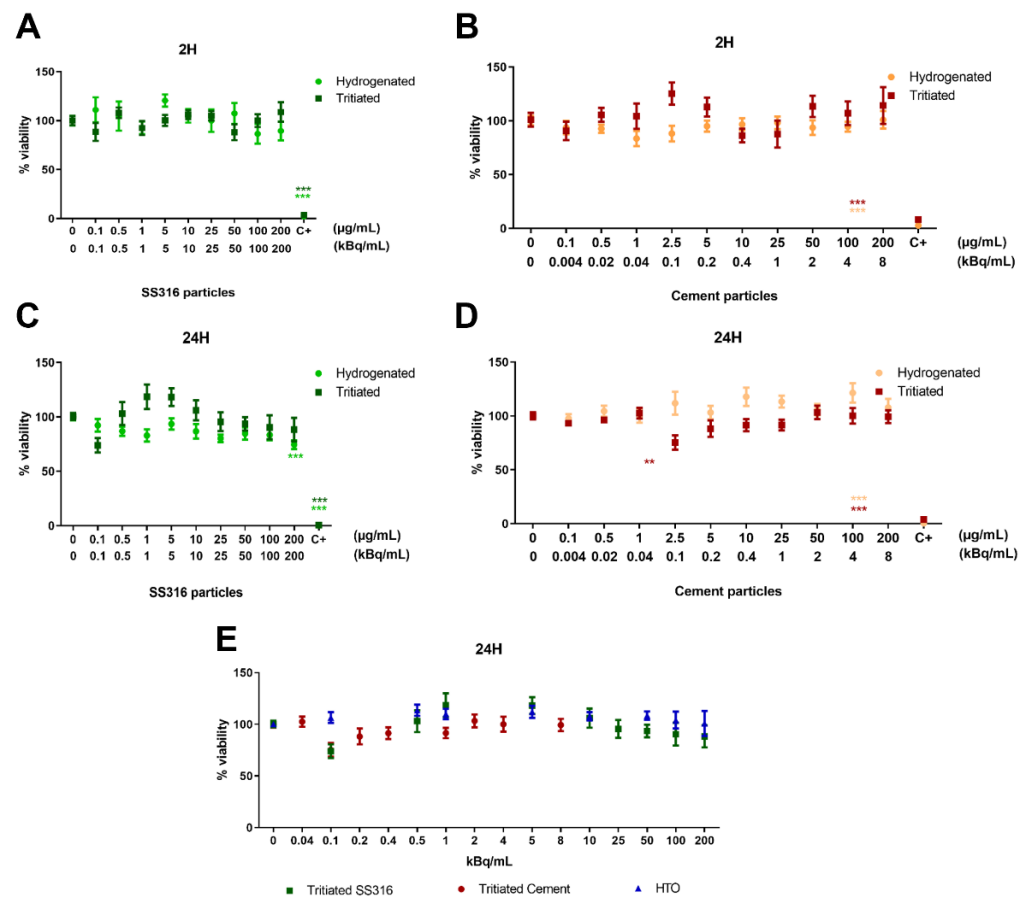 A
2H
Hydrogenated
Tritiated
% viability
150
100
50
0
***
***
0 0.1 0.5 1 5 10 25 50 100 200 C+ (µg/mL)
0 0.1 0.5 1 5 10 25 50 100 200 (kBq/mL)
SS316 particles
B
2H
Hydrogenated
Tritiated
% viability
150
100
50
0
***
***
0 0.1 0.5 1 2.5 5 10 25 50 100 200 C+ (µg/mL)
0 0.004 0.02 0.04 0.1 0.2 0.4 1 2 4 8 (kBq/mL)
Cement particles
C
24H
Hydrogenated
Tritiated
% viability
150
100
50
0
***
***
***
0 0.1 0.5 1 5 10 25 50 100 200 C+ (µg/mL)
0 0.1 0.5 1 5 10 25 50 100 200 (kBq/mL)
SS316 particles
D
24H
Hydrogenated
Tritiated
% viability
150
100
50
0
**
***
***
0 0.1 0.5 1 2.5 5 10 25 50 100 200 C+ (µg/mL)
0 0.004 0.02 0.04 0.1 0.2 0.4 1 2 4 8 (kBq/mL)
Cement particles
E
24H
% viability
150
100
50
0
0 0.04 0.1 0.2 0.4 0.5 1 2 4 5 8 10 25 50 100 200
kBq/mL
Tritiated SS316 Tritiated Cement HTO